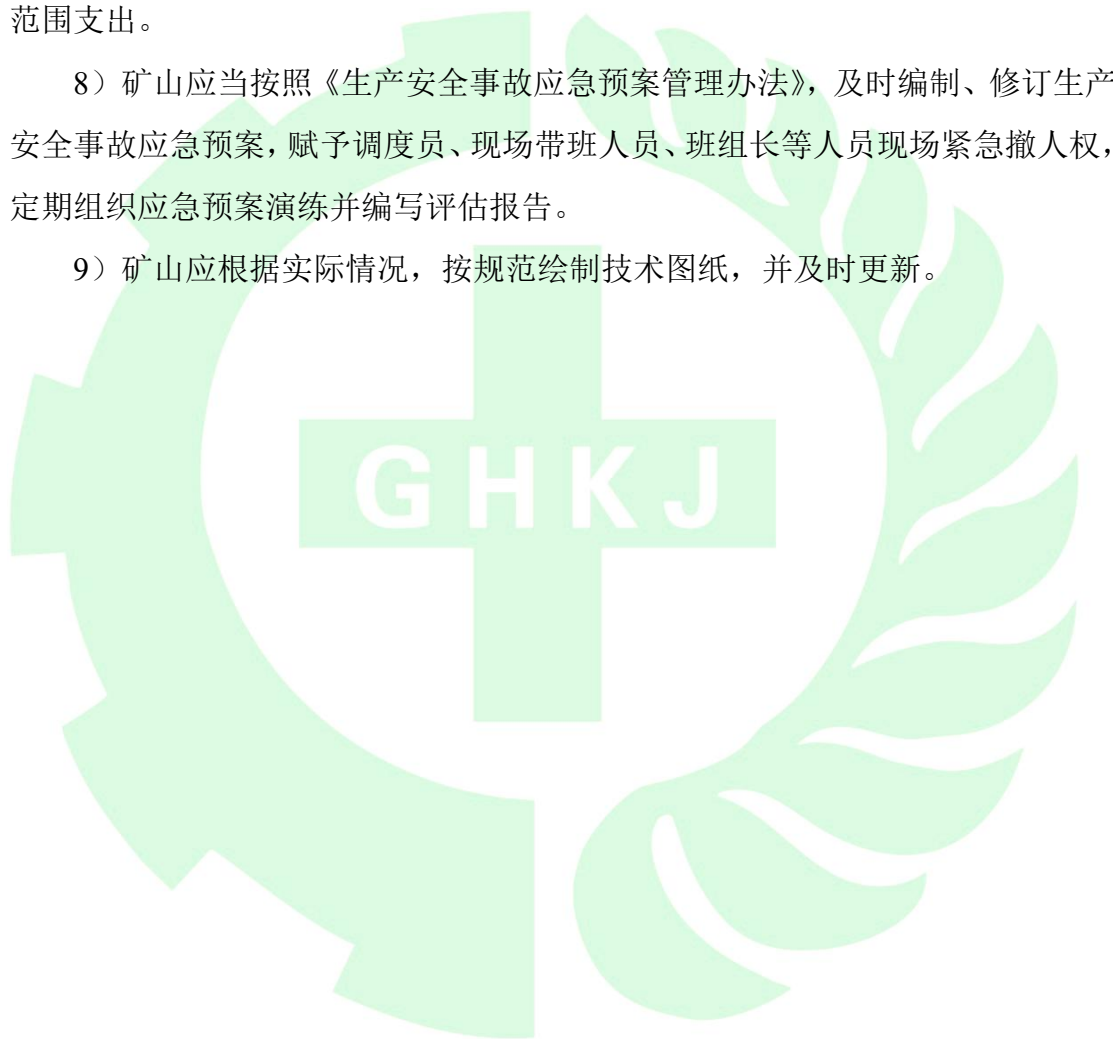 范围支出。
8）矿山应当按照《生产安全事故应急预案管理办法》，及时编制、修订生产
安全事故应急预案，赋予调度员、现场带班人员、班组长等人员现场紧急撤人权，
定期组织应急预案演练并编写评估报告。
9）矿山应根据实际情况，按规范绘制技术图纸，并及时更新。
GHKJ